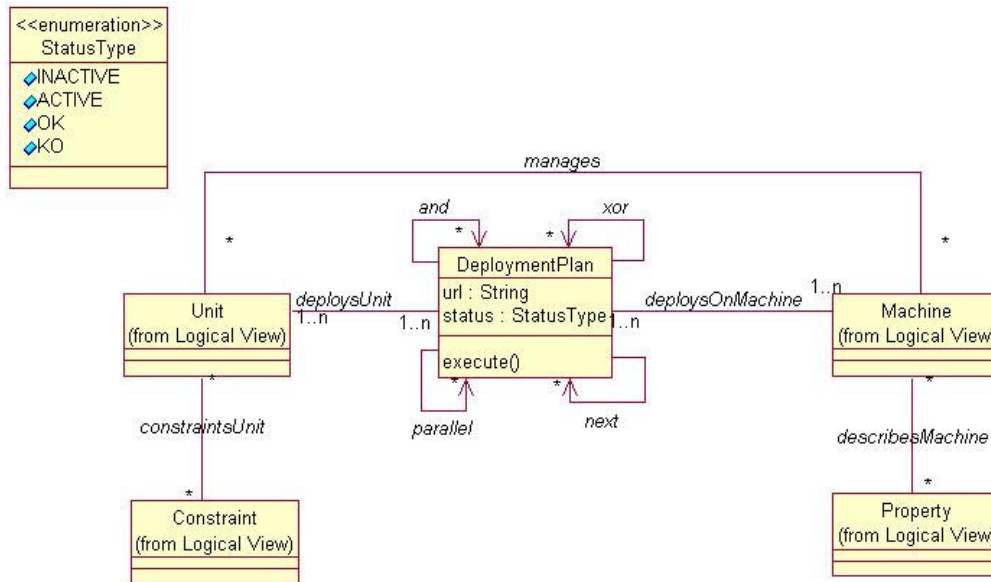 <<enumeration>>
StatusType
INACTIVE
ACTIVE
OK
KO
manages
and
xor
*
*
*
*
DeploymentPlan
url : String
status : StatusType
execute()
deploysUnit
1..n
1..n
deploysOnMachine
1..n
1..n
Unit
(from Logical View)
Machine
(from Logical View)
*
*
parallel
next
*
*
constraintsUnit
describesMachine
*
*
Constraint
(from Logical View)
Property
(from Logical View)